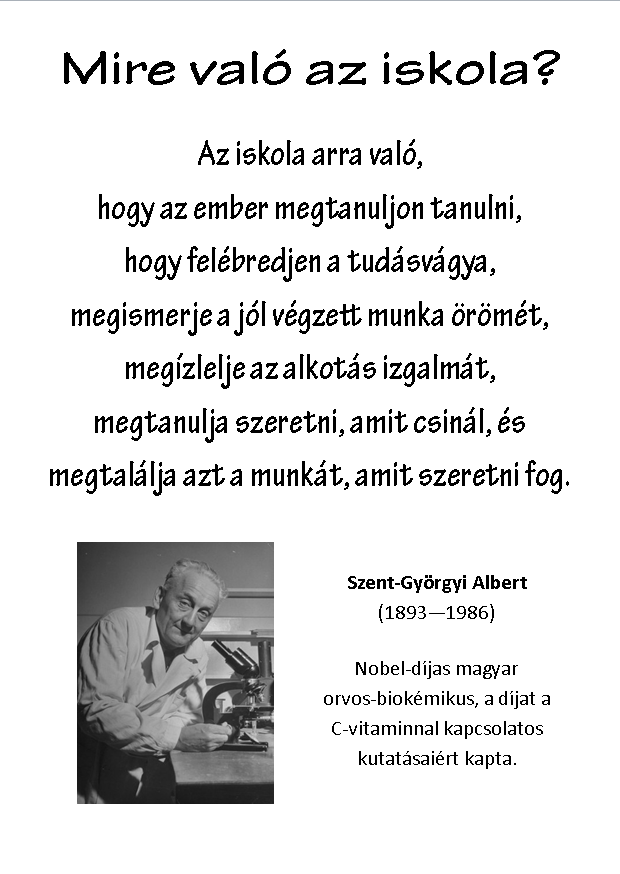 Mire való az iskola?
Az iskola arra való,
hogy az ember megtanuljon tanulni,
hogy felébredjen a tudásvágya,
megismerje a jól végzett munka örömét,
megízlelje az alkotás izgalmát,
megtanulja szeretni, amit csinál, és
megtalálja azt a munkát, amit szeretni fog.
Szent-Györgyi Albert
(1893—1986)
Nobel-díjas magyar
orvos-biokémikus, a díjat a
C-vitaminnal kapcsolatos
kutatásaiért kapta.